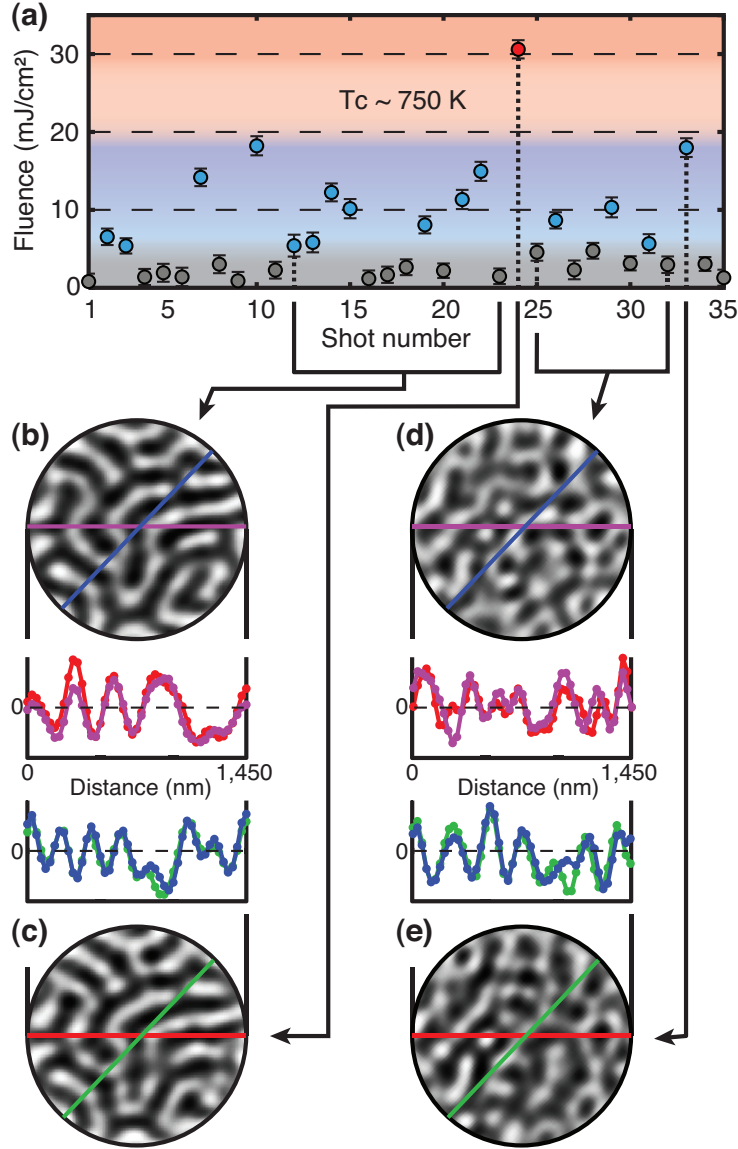 (a)
Fluence (mJ/cm²)
30
20
10
0
Tc ~ 750 K
1 5 10 15 20 25 30 35
Shot number
(b)
(d)
0
0
0 1,450
Distance (nm)
0 1,450
Distance (nm)
0
0
(c)
(e)